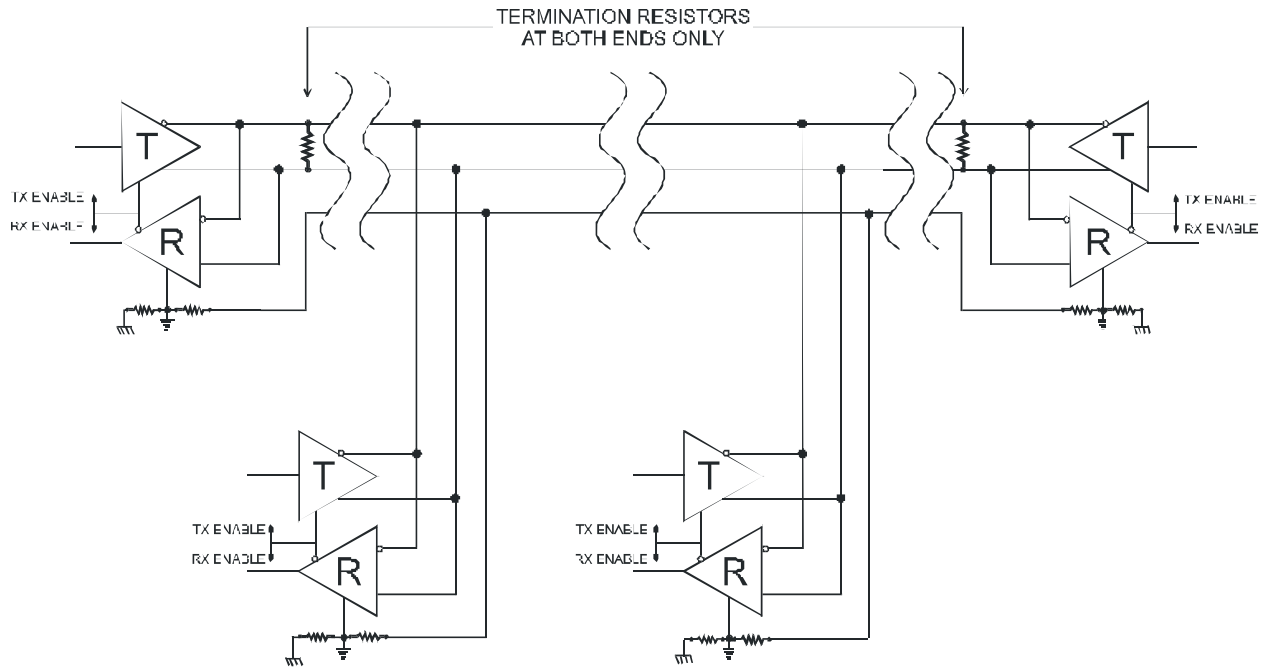 TERMINATION RESISTORS
AT BOTH ENDS ONLY
T
T
TX ENABLE
RX ENABLE
R
TX ENABLE
RX ENABLE
R
T
T
TX ENABLE
RX ENABLE
R
TX ENABLE
RX ENABLE
R